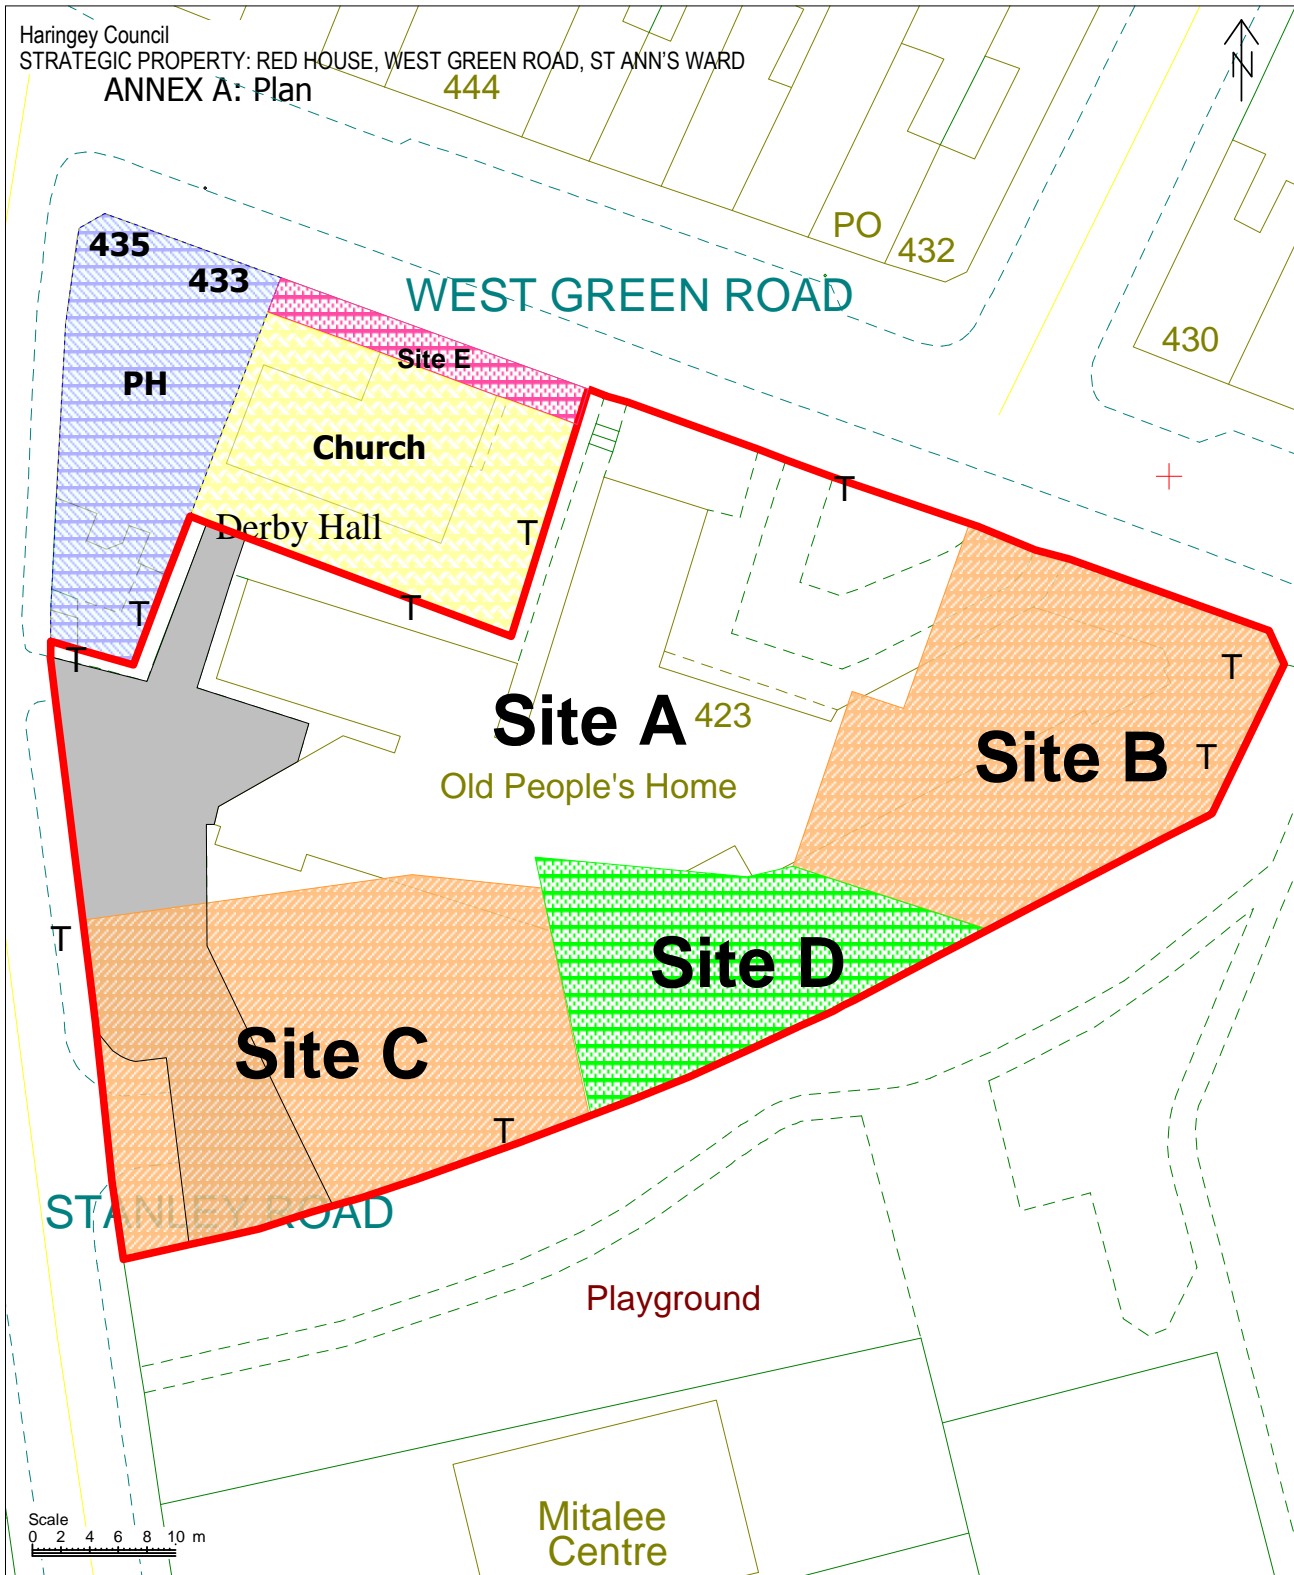 Haringey Council
STRATEGIC PROPERTY: RED HOUSE, WEST GREEN ROAD, ST ANN'S WARD
ANNEX A: Plan
N
444
PO
432
430
435
433
WEST GREEN ROAD
Site E
PH
Church
Derby Hall
T
T
T
T
T
T
Site A
423
Old People's Home
Site B
T
T
Site D
Site C
T
STANLEY ROAD
Playground
Mitalee
Centre
Scale
0 2 4 6 8 10 m